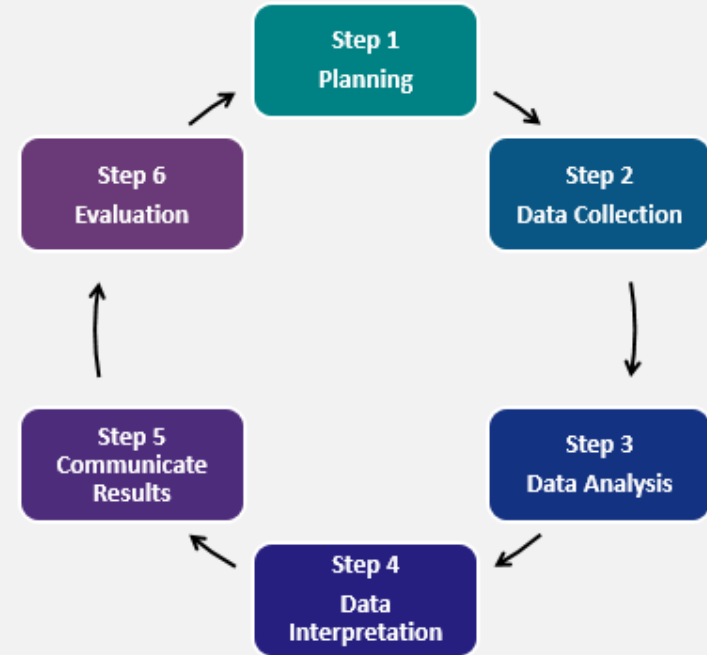 Step 1
Planning
Step 2
Data Collection
Step 3
Data Analysis
Step 4
Data
Interpretation
Step 5
Communicate
Results
Step 6
Evaluation